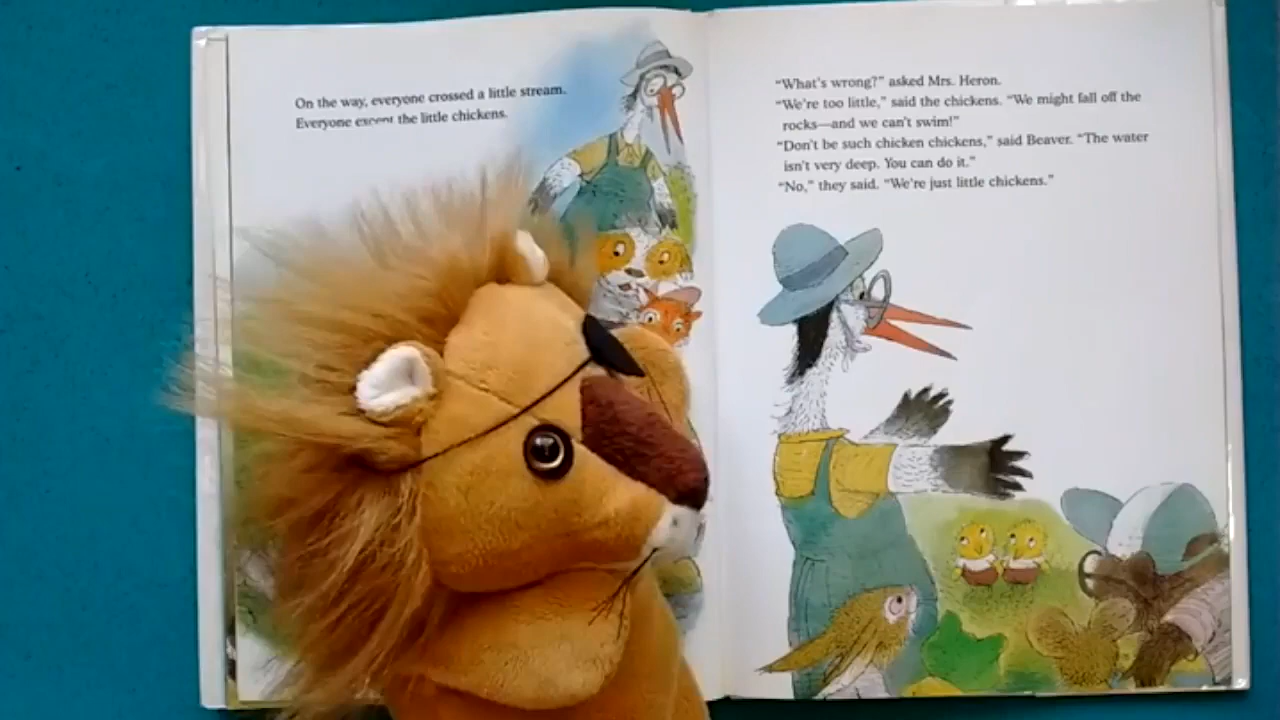 On the way, everyone crossed a little stream.
Everyone except the little chickens.
“What's wrong?” asked Mrs. Heron.
“We're too little,” said the chickens. “We might fall off the
rocks—and we can't swim!”
“Don't be such chicken chickens,” said Beaver. “The water
isn't very deep. You can do it.”
“No,” they said. “We're just little chickens.”